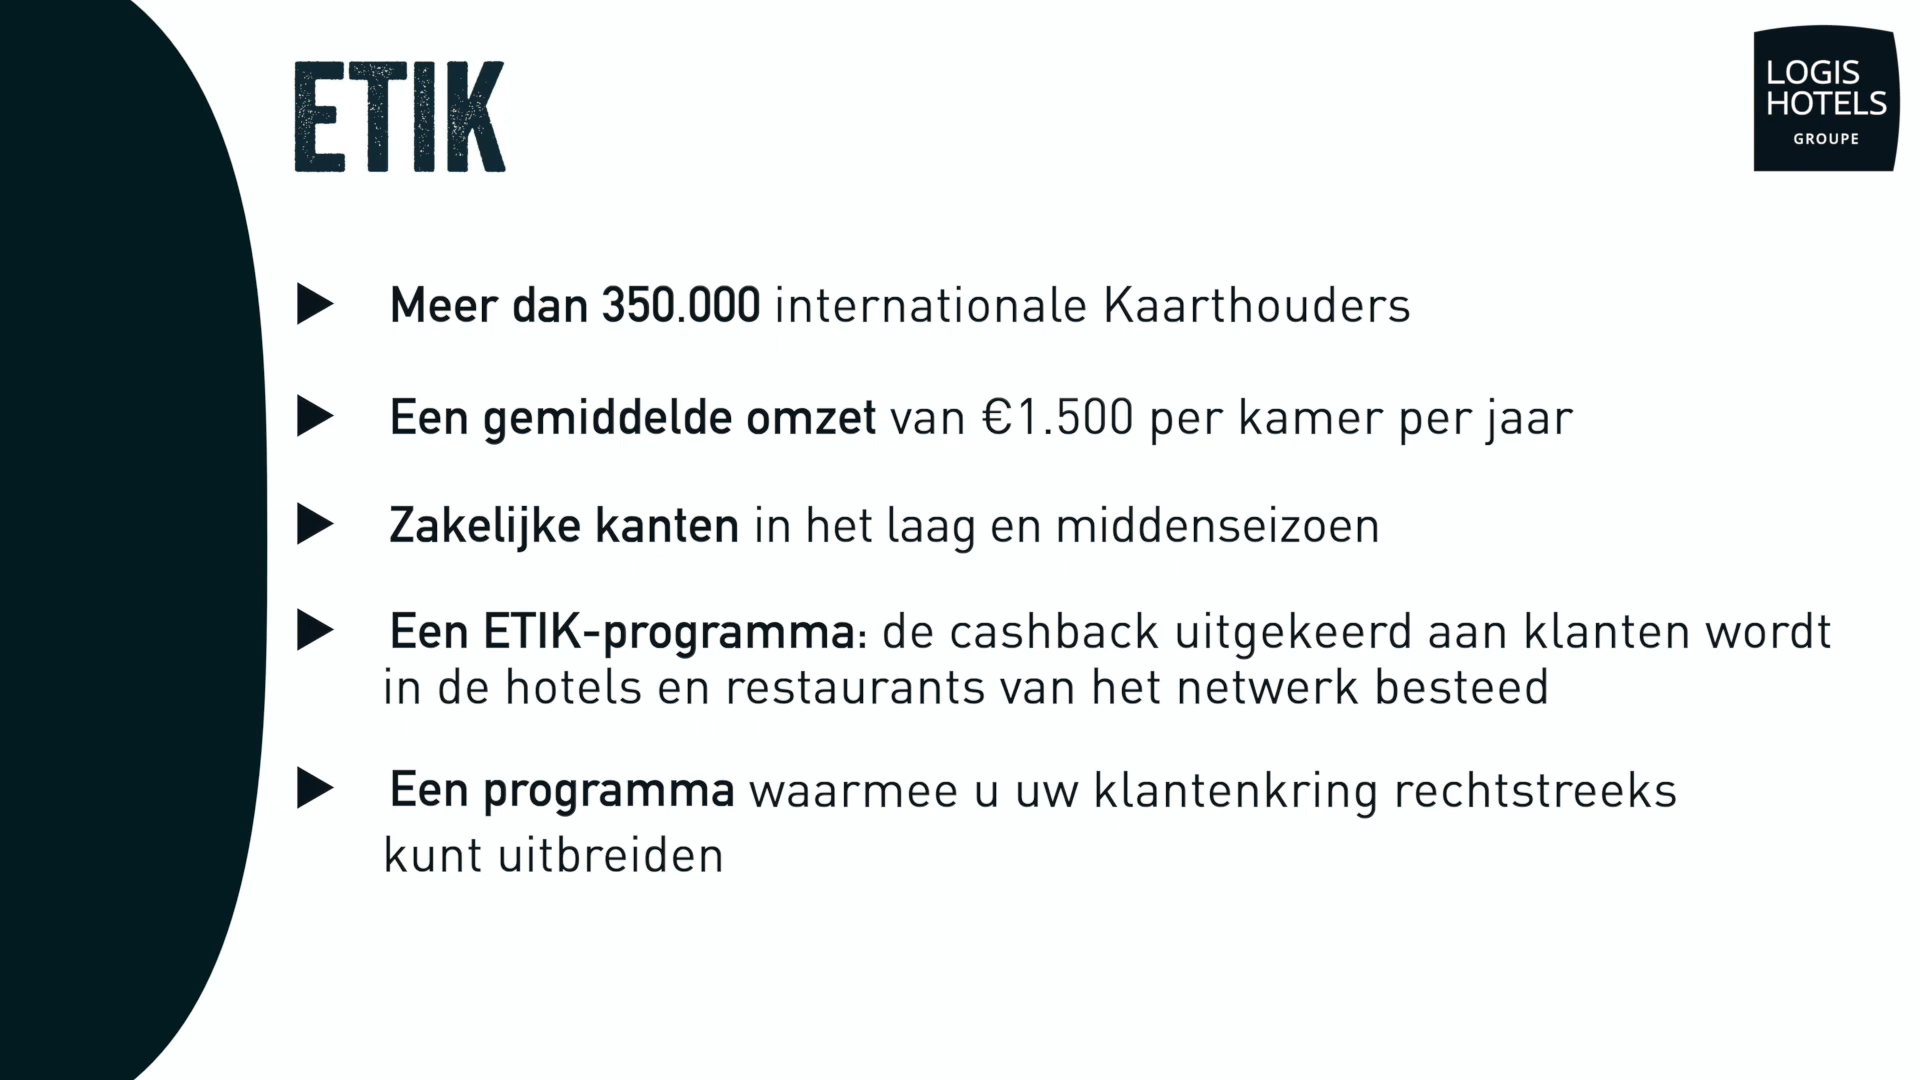 ETIK
LOGIS
HOTELS
GROUPE
▶ Meer dan 350.000 internationale Kaarthouders
▶ Een gemiddelde omzet van €1.500 per kamer per jaar
▶ Zakelijke kanten in het laag en middenseizoen
▶ Een ETIK-programma: de cashback uitgekeerd aan klanten wordt
in de hotels en restaurants van het netwerk besteed
▶ Een programma waarmee u uw klantenkring rechtstreeks
kunt uitbreiden